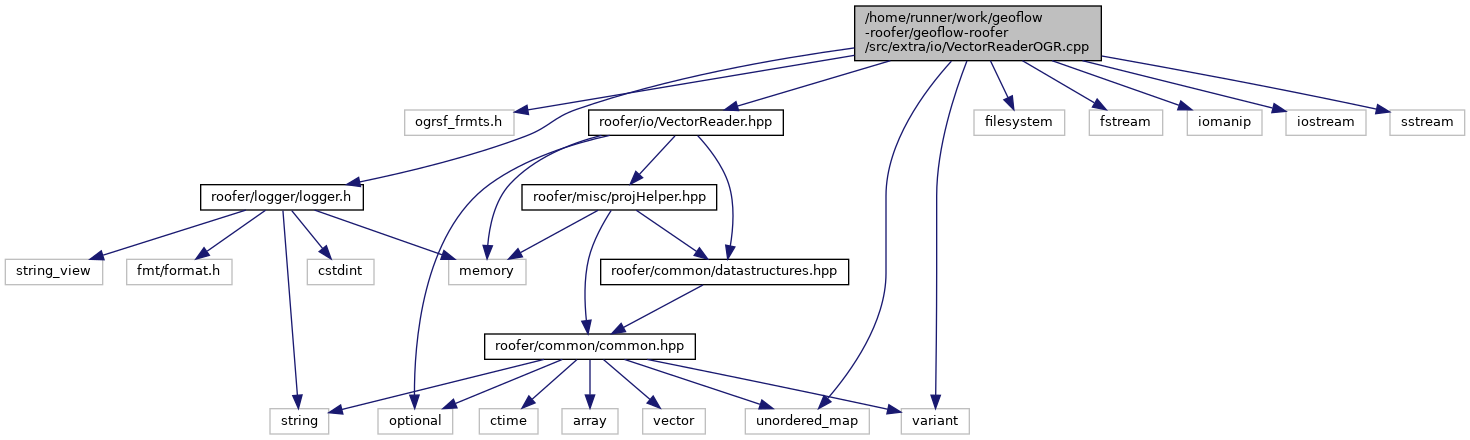 /home/runner/work/geoflow
-roofer/geoflow-roofer
/src/extra/io/VectorReaderOGR.cpp
ogrsf_frmts.h
roofer/io/VectorReader.hpp
filesystem
fstream
iomanip
iostream
sstream
roofer/logger/logger.h
roofer/misc/projHelper.hpp
string_view
fmt/format.h
cstdint
memory
roofer/common/datastructures.hpp
roofer/common/common.hpp
string
optional
ctime
array
vector
unordered_map
variant